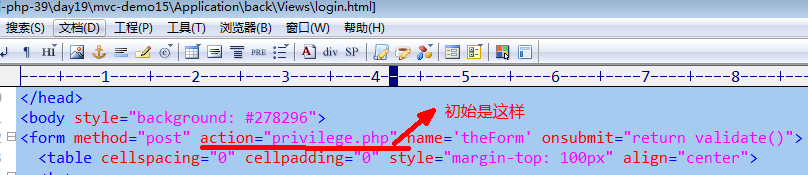 -php-39\day19\mvc-demo15\Application\back\Views\login.html]
搜索(S) 文档(D) 工程(P) 工具(T) 浏览器(B) 窗口(W) 帮助(H)
¶ HI A div SP
----+----1----+----2----+----3----+----4----+----5----+----6----+----7----+----8----+--
</head>
<body style="background: #278296">
初始是这样
<form method="post" action="privilege.php" name='theForm' onsubmit="return validate()">
<table cellspacing="0" cellpadding="0" style="margin-top: 100px" align="center">